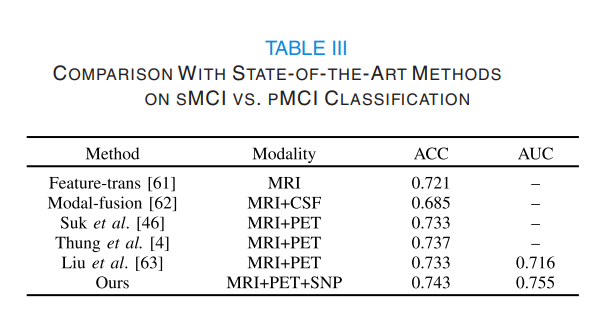 TABLE III
COMPARISON WITH STATE-OF-THE-ART METHODS
ON SMCI VS. PMCI CLASSIFICATION
Method Modality ACC AUC
Feature-trans [61] MRI 0.721 –
Modal-fusion [62] MRI+CSF 0.685 –
Suk et al. [46] MRI+PET 0.733 –
Thung et al. [4] MRI+PET 0.737 –
Liu et al. [63] MRI+PET 0.733 0.716
Ours MRI+PET+SNP 0.743 0.755